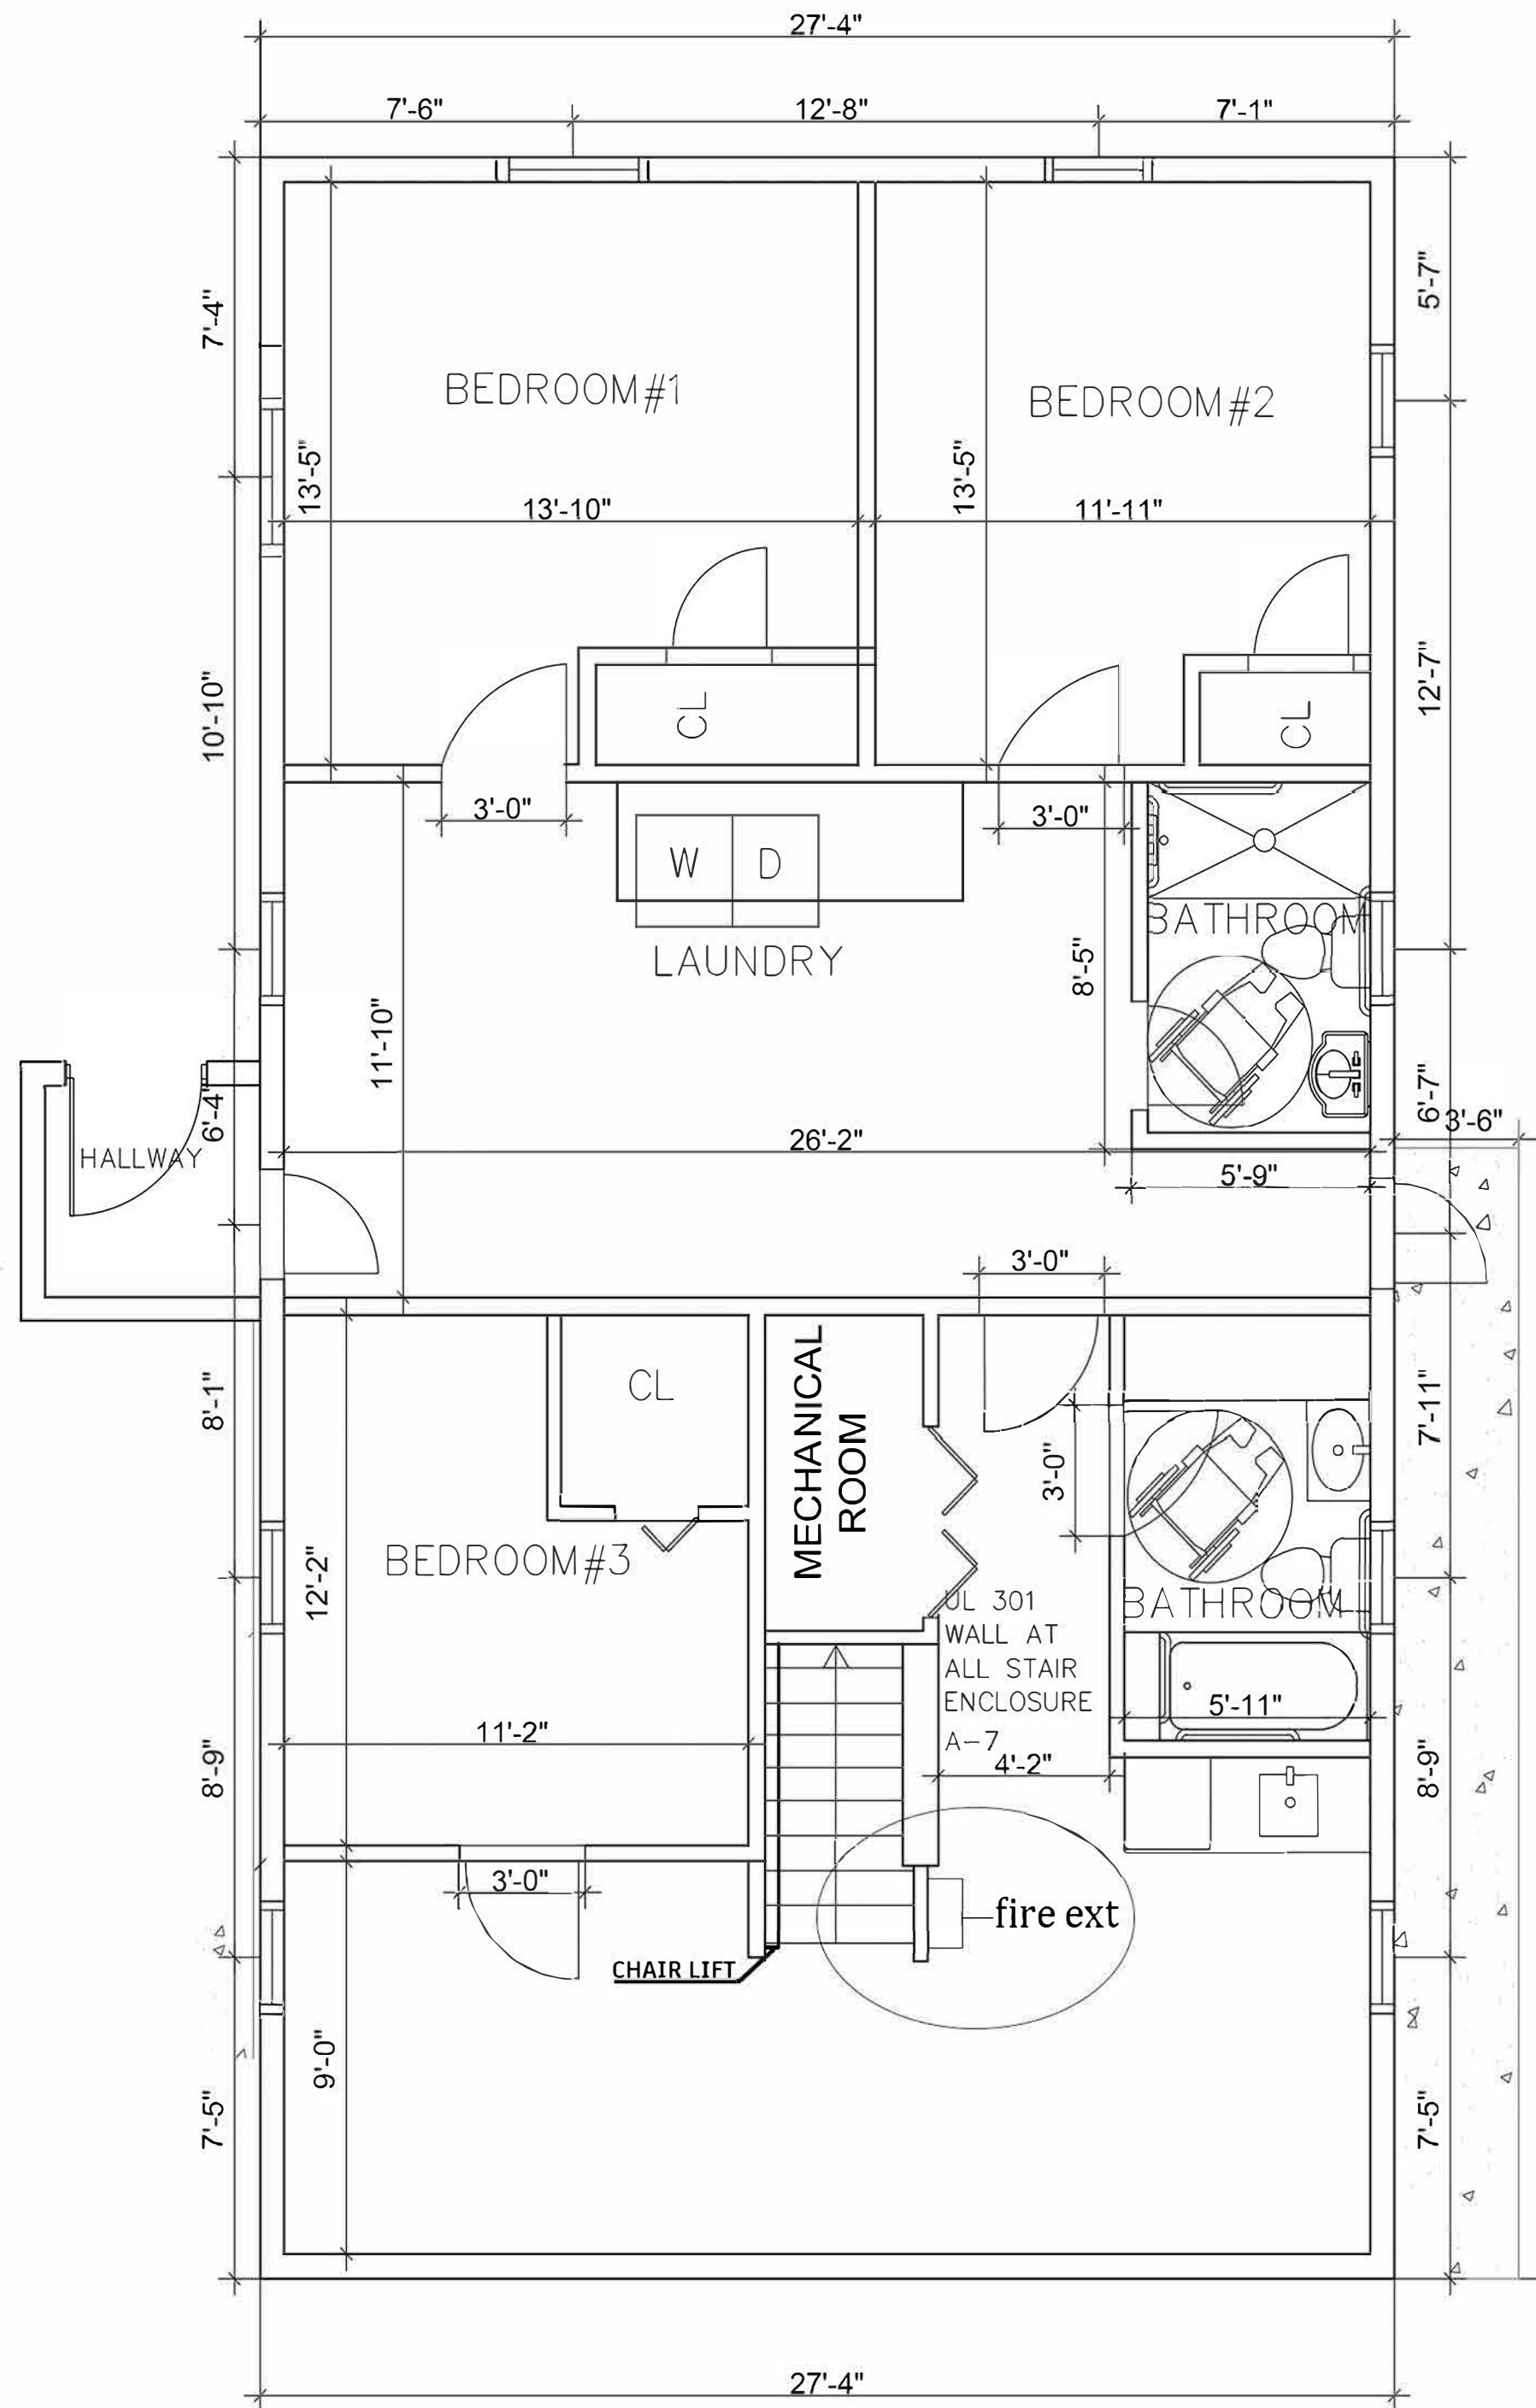 27'-4"
7'-6"
12'-8"
7'-1"
7'-4"
5'-7"
BEDROOM#1
BEDROOM#2
13'-5"
13'-5"
13'-10"
11'-11"
10'-10"
12'-7"
CL
CL
3'-0"
3'-0"
W
D
BATHROOM
LAUNDRY
8'-5"
11'-10"
6'-4"
6'-7"
3'-6"
HALLWAY
26'-2"
5'-9"
3'-0"
8'-1"
CL
MECHANICAL
ROOM
7'-11"
3'-0"
BEDROOM#3
12'-2"
UL 301
WALL AT
ALL STAIR
ENCLOSURE
A-7
BATHROOM
5'-11"
11'-2"
4'-2"
8'-9"
8'-9"
3'-0"
fire ext
CHAIR LIFT
9'-0"
7'-5"
7'-5"
27'-4"